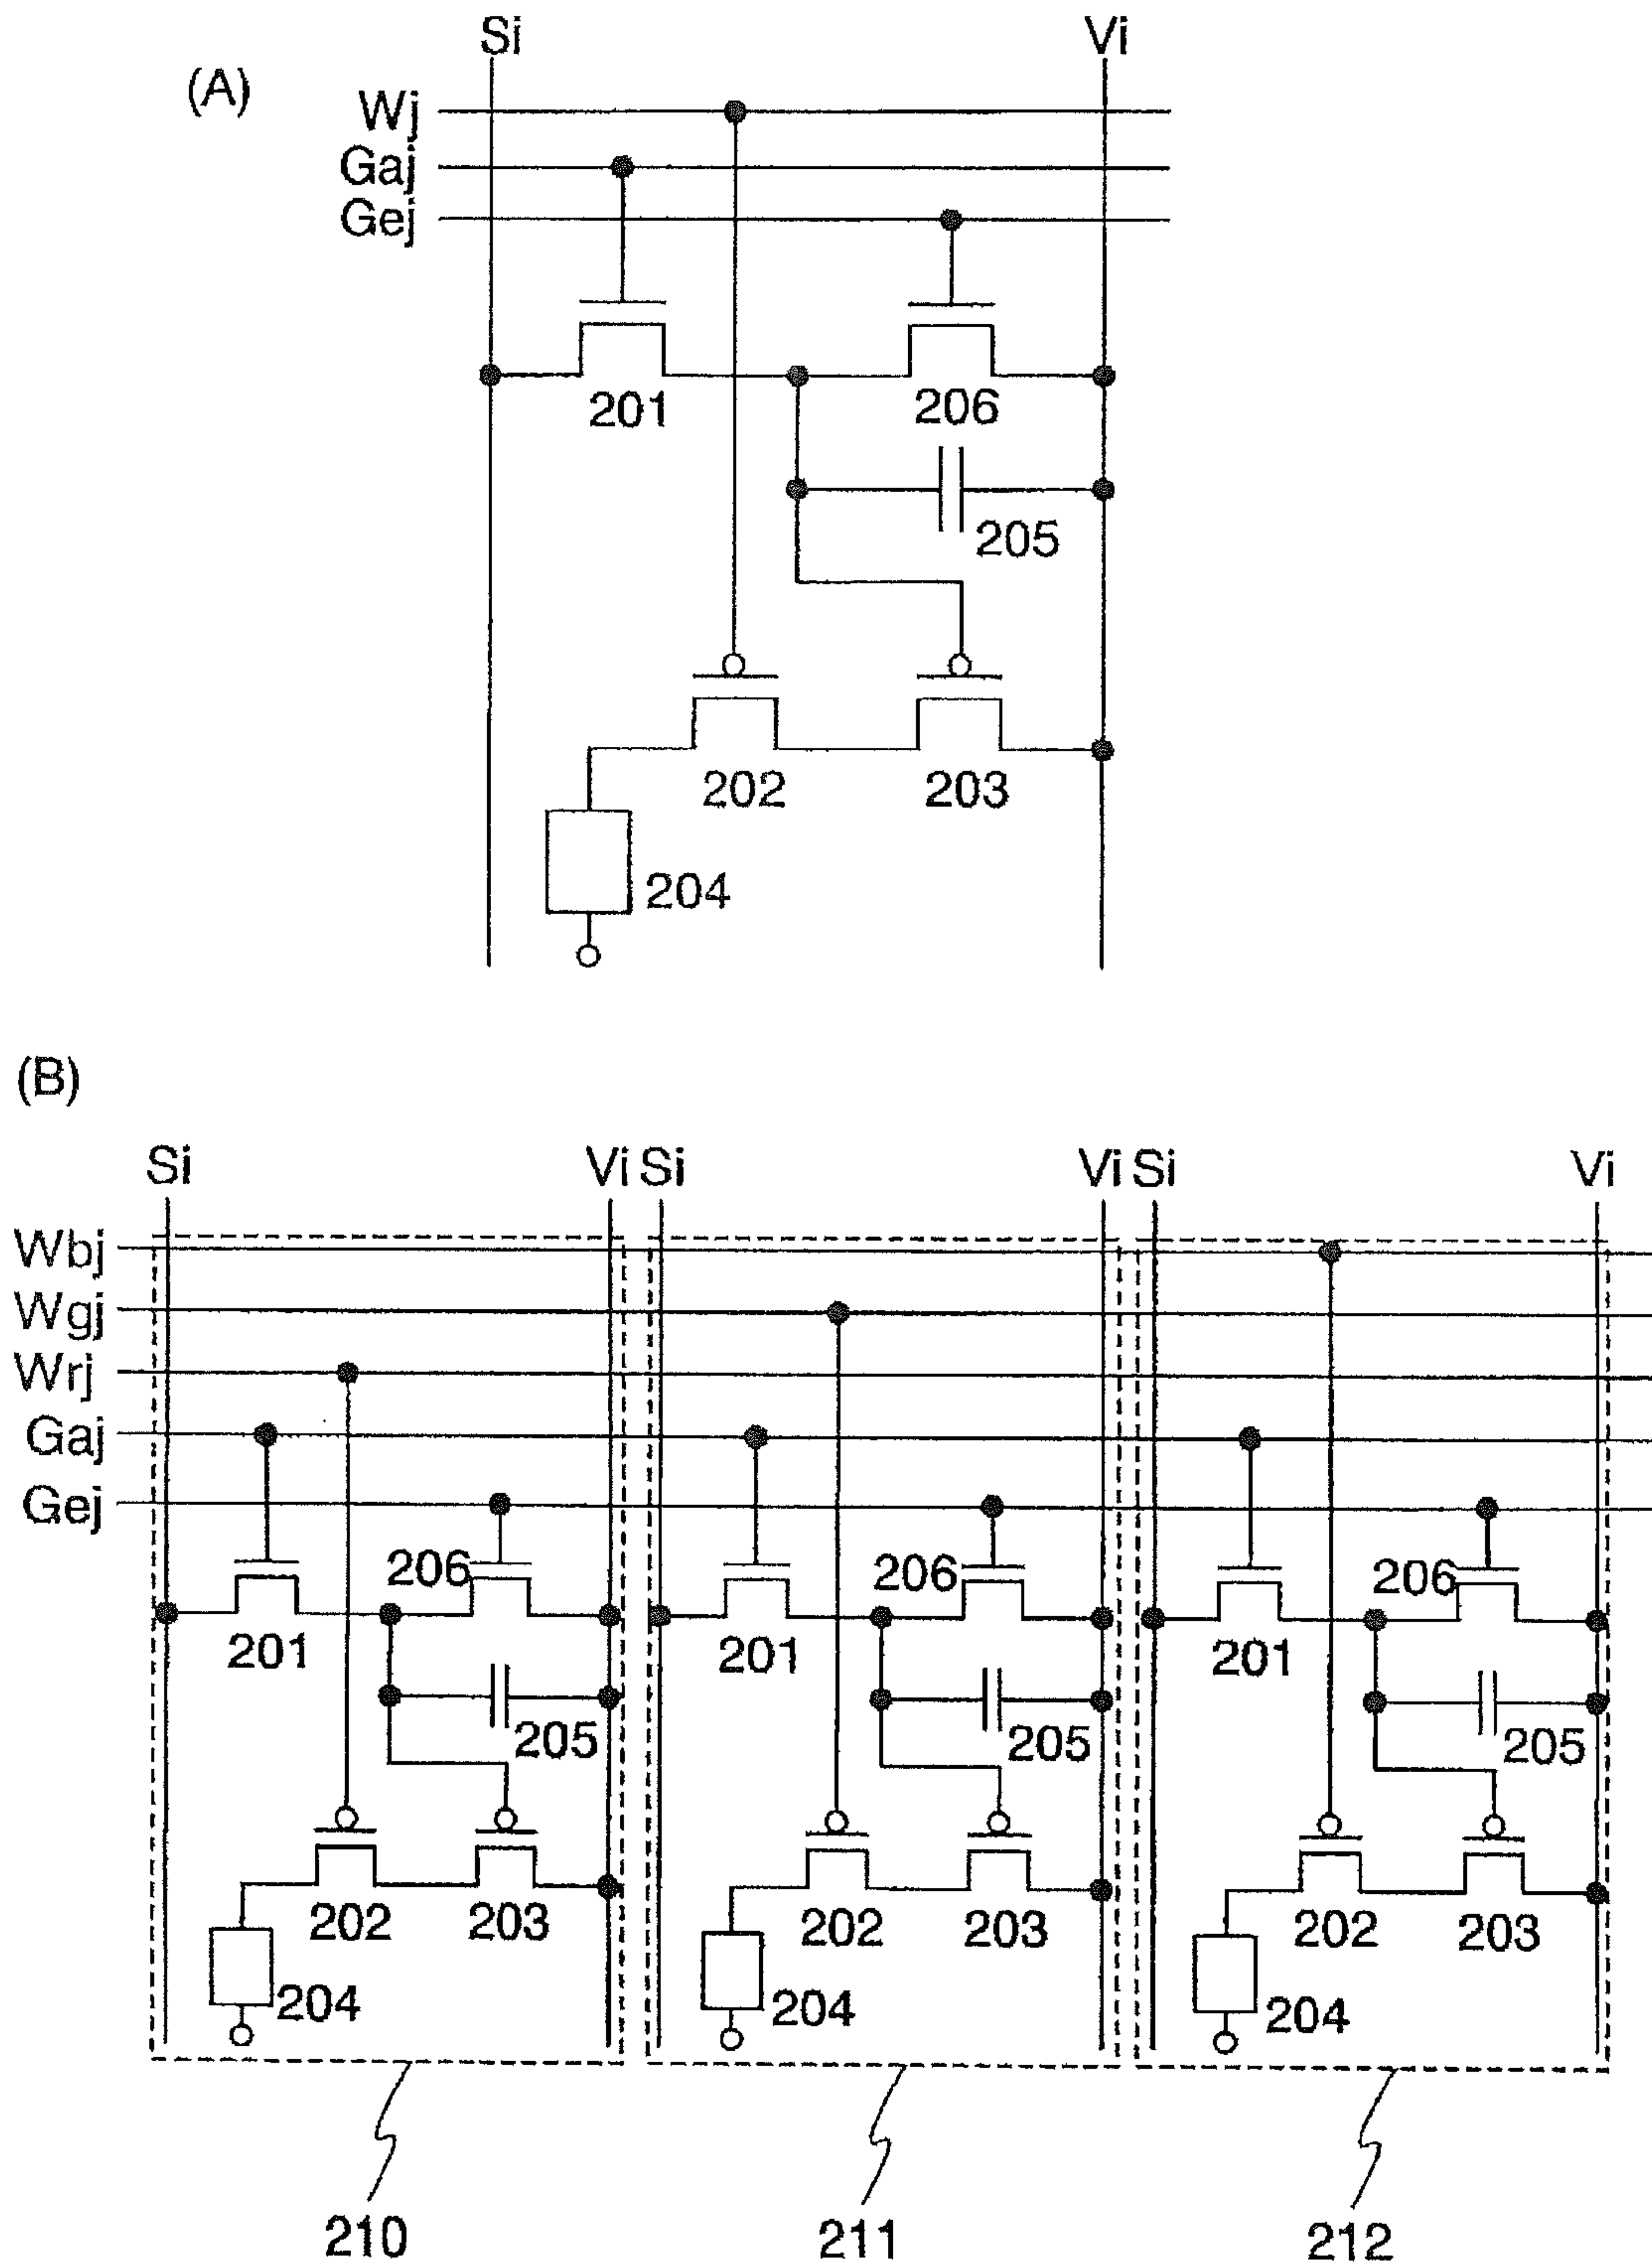 (A)
Si Vi
Wj
Gaj
Gej
201 206
205
202 203
204
(B)
Si Vi Si Vi Si Vi
Wbj
Wgj
Wrj
Gaj
Gej
206 206 206
201 201 201
205 205 205
202 203 202 203 202 203
204 204 204
210 211 212